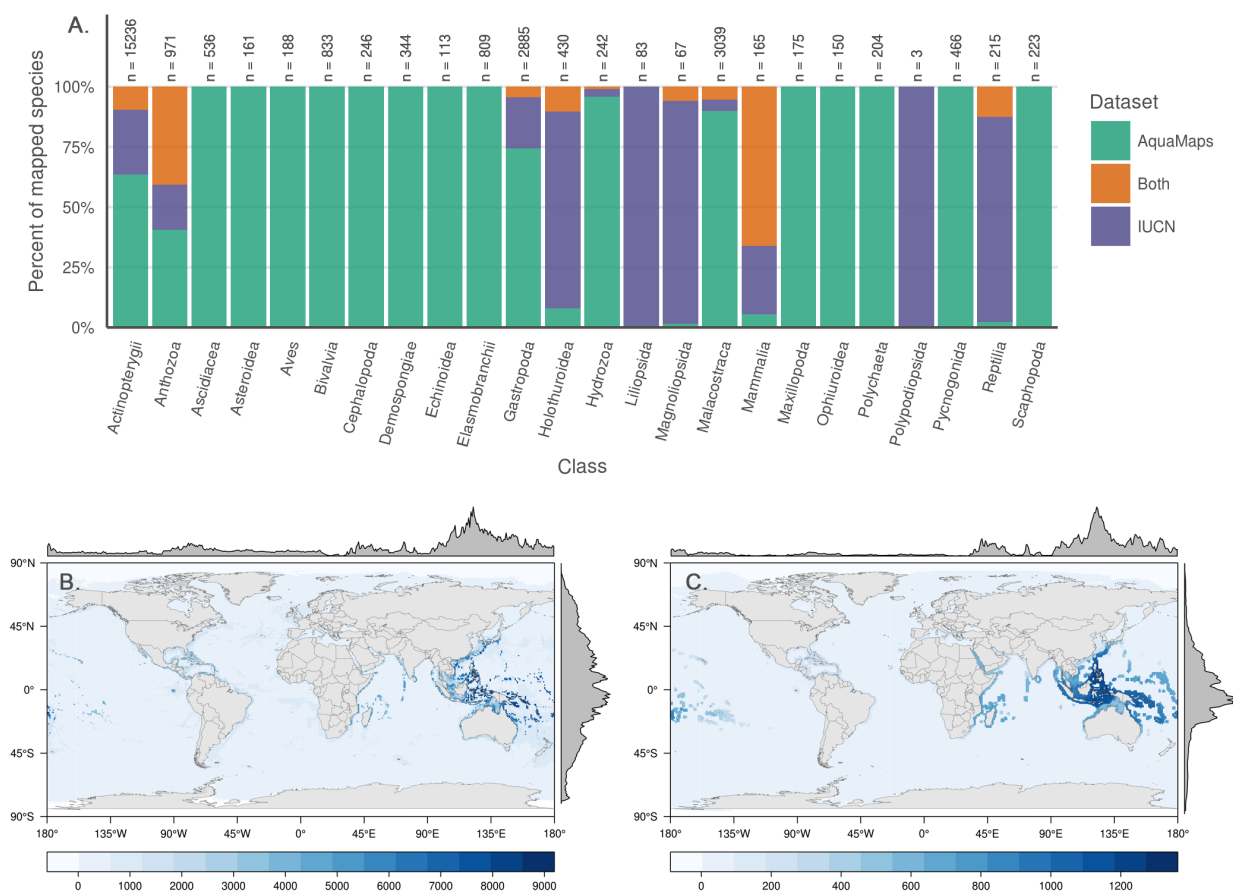 A.
n = 15236
n = 971
n = 536
n = 161
n = 188
n = 833
n = 246
n = 344
n = 113
n = 809
n = 2885
n = 430
n = 242
n = 83
n = 67
n = 3039
n = 165
n = 175
n = 150
n = 204
n = 3
n = 466
n = 215
n = 223
Percent of mapped species
100%
75%
50%
25%
0%
Dataset
AquaMaps
Both
IUCN
Actinopterygii
Anthozoa
Ascidiacea
Asteroidea
Aves
Bivalvia
Cephalopoda
Demospongiae
Echinoidea
Elasmobranchii
Gastropoda
Holothuroidea
Hydrozoa
Liliopsida
Magnoliopsida
Malacostraca
Mammalia
Maxillopoda
Ophiuroidea
Polychaeta
Polypodiopsida
Pycnogonida
Reptilia
Scaphopoda
Class
B.
90°N
45°N
0°
45°S
90°S
180° 135°W 90°W 45°W 0° 45°E 90°E 135°E 180°
0 1000 2000 3000 4000 5000 6000 7000 8000 9000
C.
90°N
45°N
0°
45°S
90°S
180° 135°W 90°W 45°W 0° 45°E 90°E 135°E 180°
0 200 400 600 800 1000 1200